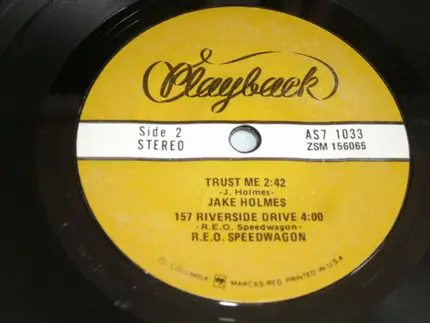 Playback
Side 2
STEREO
AS7 1033
ZSM 156065
TRUST ME 2:42
-J. Holmes-
JAKE HOLMES
157 RIVERSIDE DRIVE 4:00
-R.E.O. Speedwagon-
R.E.O. SPEEDWAGON
COLUMBIA MARCAS REG. PRINTED IN U.S.A.